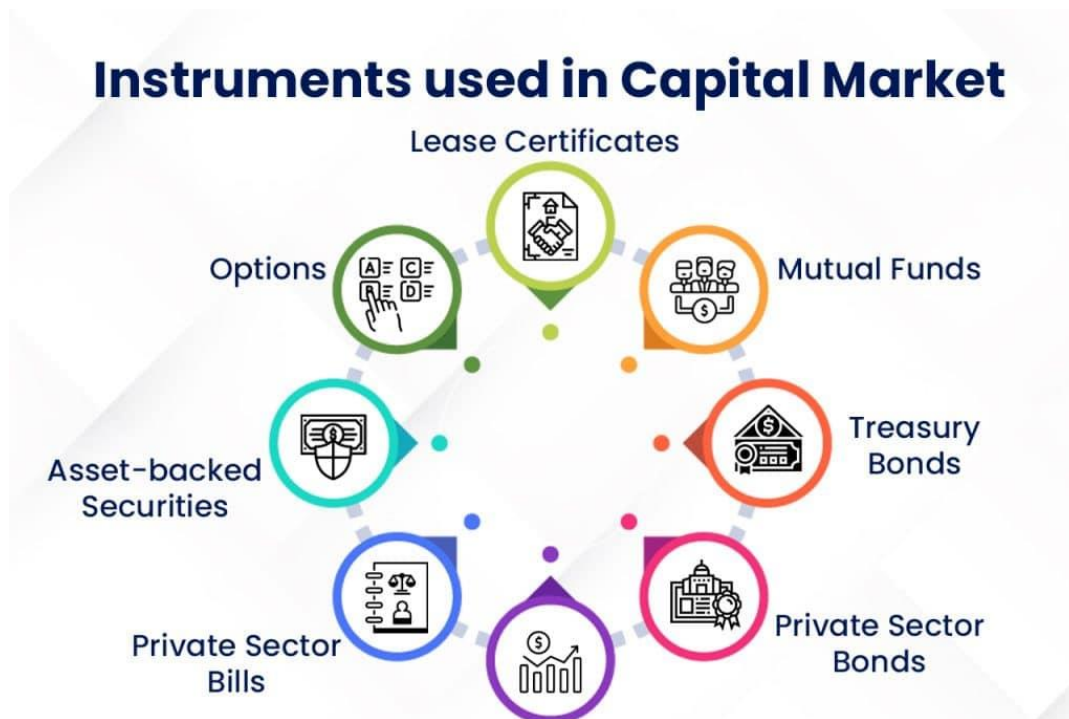 Instruments used in Capital Market
Lease Certificates
Options
A
C
B
D
Mutual Funds
$
Treasury
Bonds
$
Asset-backed
Securities
$
Private Sector
Bonds
Private Sector
Bills
$